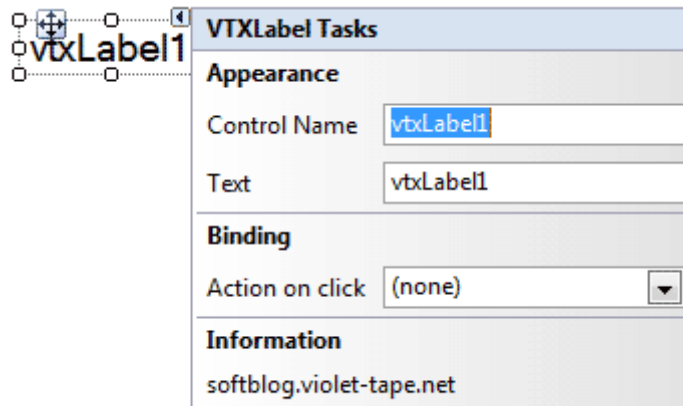 vtxLabel1
VTXLabel Tasks
Appearance
Control Name vtxLabel1
Text vtxLabel1
Binding
Action on click (none)
Information
softblog.violet-tape.net